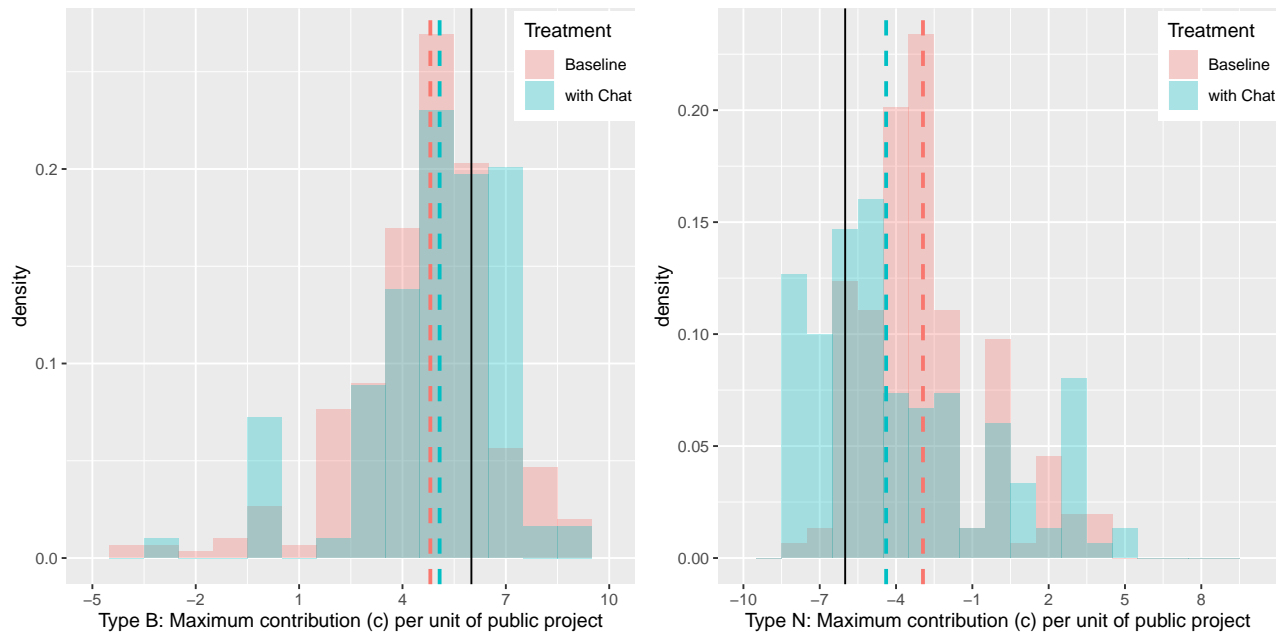 Treatment
Baseline
with Chat
density
0.2
0.1
0.0
−5
−2
1
4
7
10
Type B: Maximum contribution (c) per unit of public project
Treatment
Baseline
with Chat
density
0.20
0.15
0.10
0.05
0.00
−10
−7
−4
−1
2
5
8
Type N: Maximum contribution (c) per unit of public project